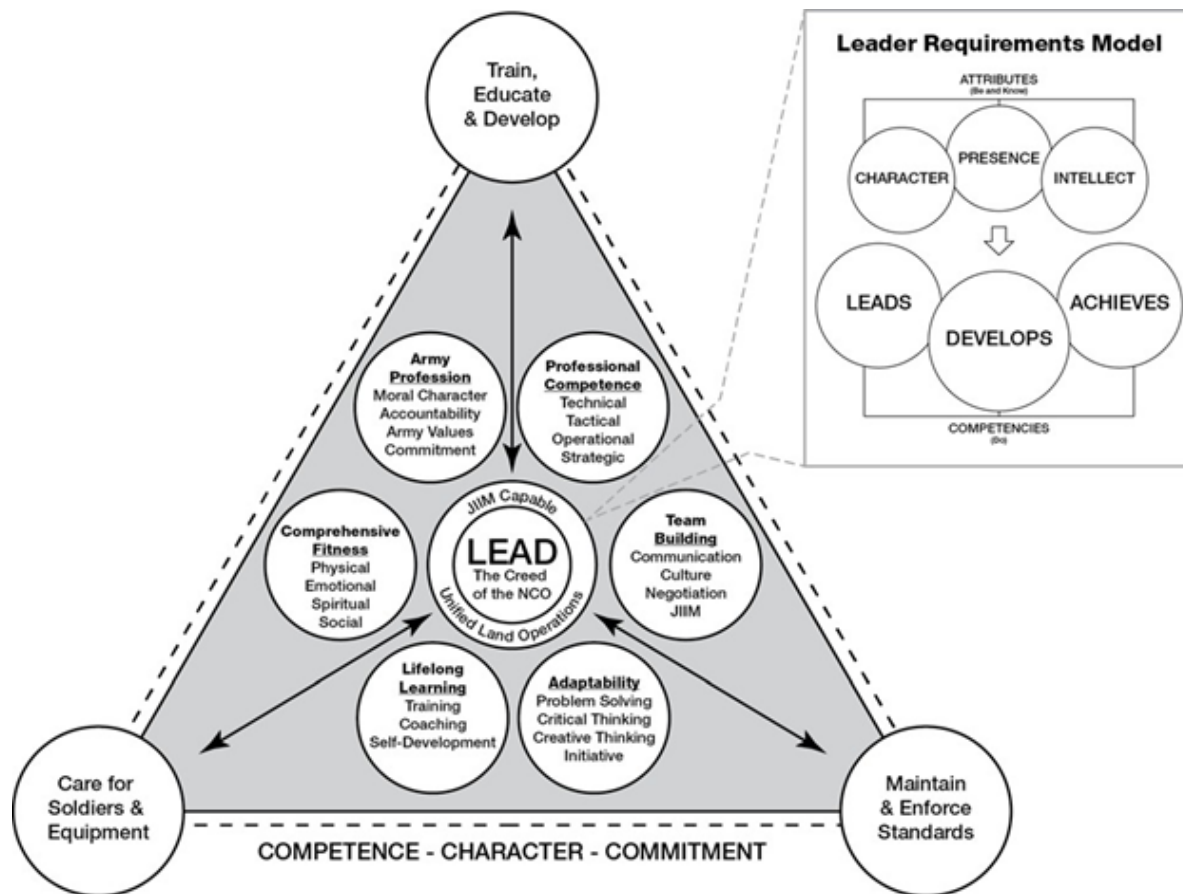 Train,
Educate
& Develop
Leader Requirements Model
ATTRIBUTES
(Be and Know)
CHARACTER
PRESENCE
INTELLECT
LEADS
DEVELOPS
ACHIEVES
COMPETENCIES
(Do)
Army
Profession
Moral Character
Accountability
Army Values
Commitment
Professional
Competence
Technical
Tactical
Operational
Strategic
Comprehensive
Fitness
Physical
Emotional
Spiritual
Social
JIIM Capable
LEAD
The Creed
of the NCO
Unified Land Operations
Team
Building
Communication
Culture
Negotiation
JIIM
Lifelong
Learning
Training
Coaching
Self-Development
Adaptability
Problem Solving
Critical Thinking
Creative Thinking
Initiative
Care for
Soldiers &
Equipment
Maintain
& Enforce
Standards
COMPETENCE - CHARACTER - COMMITMENT